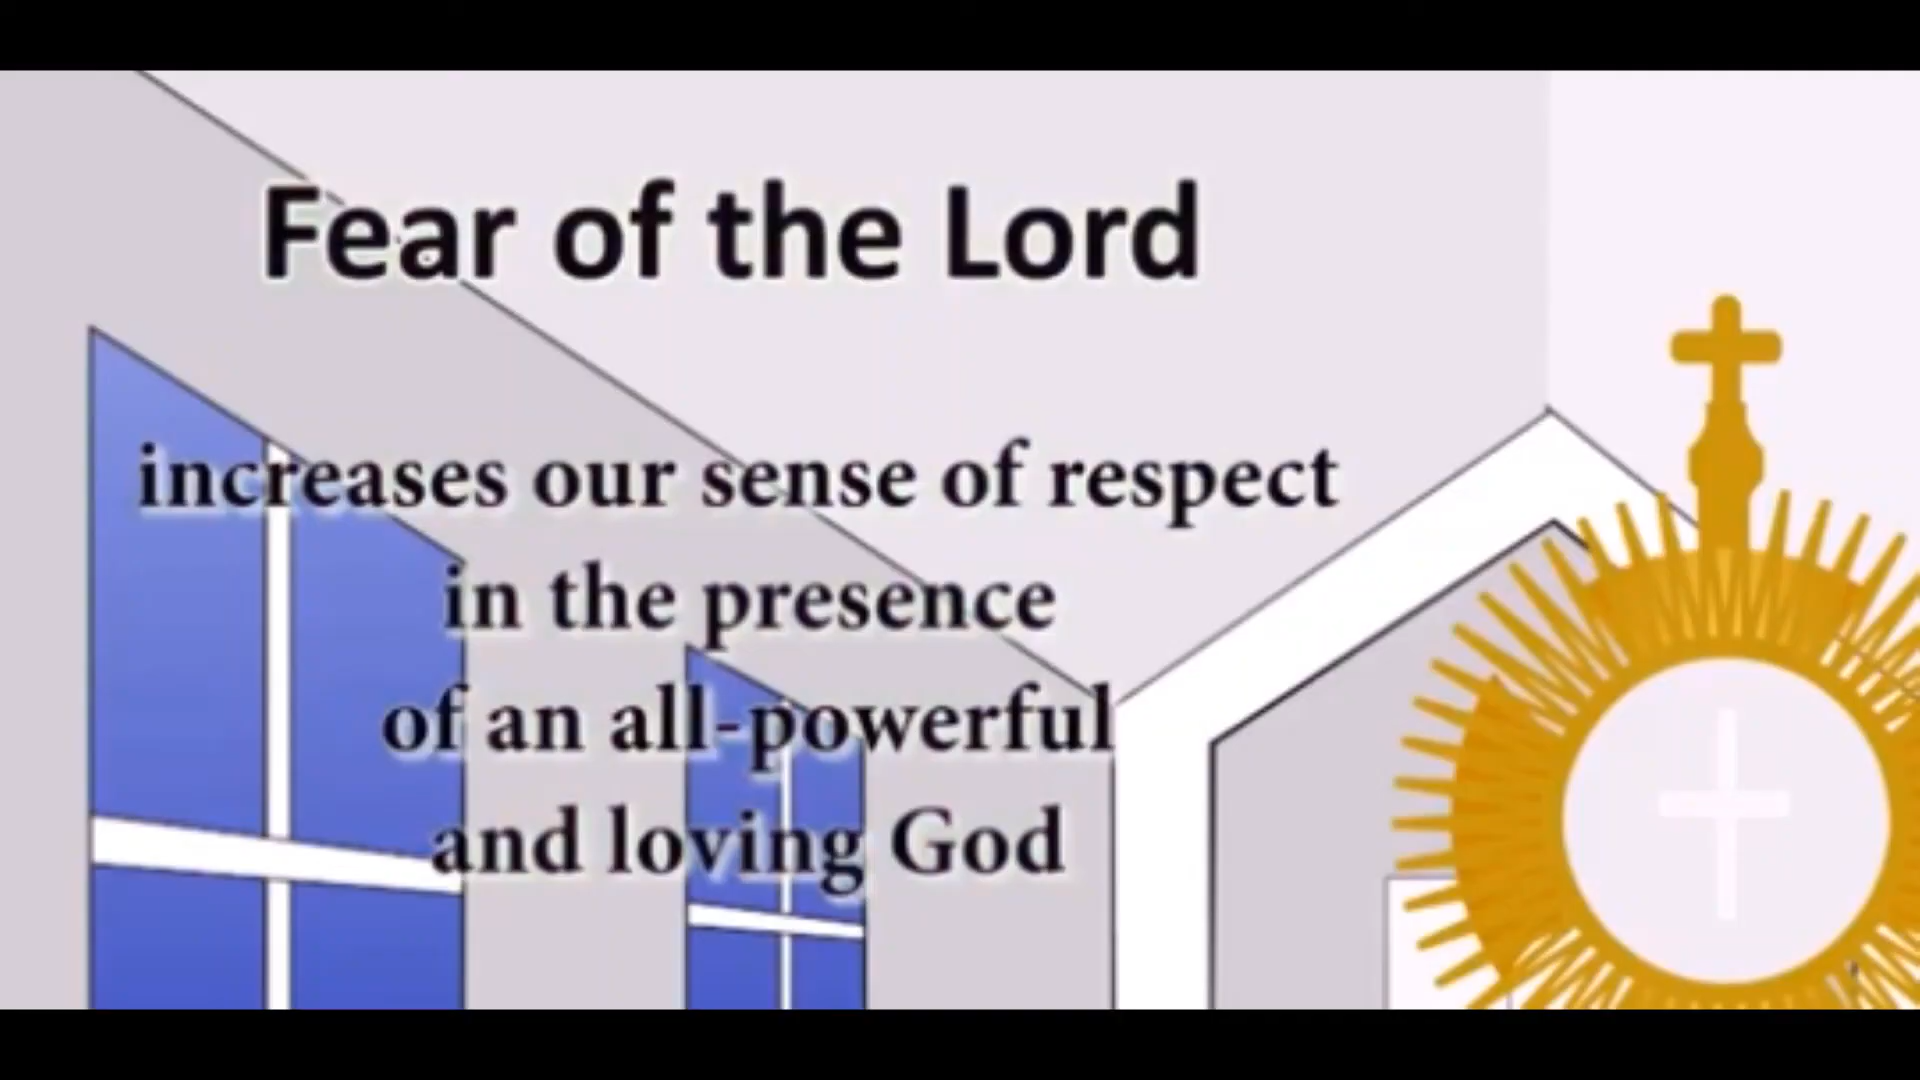 Fear of the Lord
increases our sense of respect
in the presence
of an all-powerful
and loving God